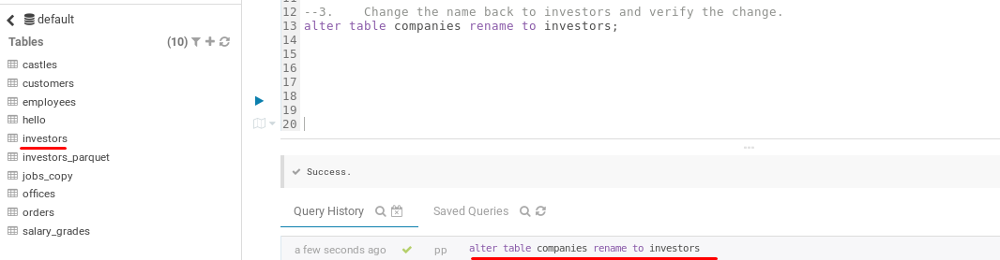 default
Tables (10)
castles
customers
employees
hello
investors
investors_parquet
jobs_copy
offices
orders
salary_grades
12 --3. Change the name back to investors and verify the change.
13 alter table companies rename to investors;
14
15
16
17
18
19
20
Success.
Query History Saved Queries
a few seconds ago pp alter table companies rename to investors